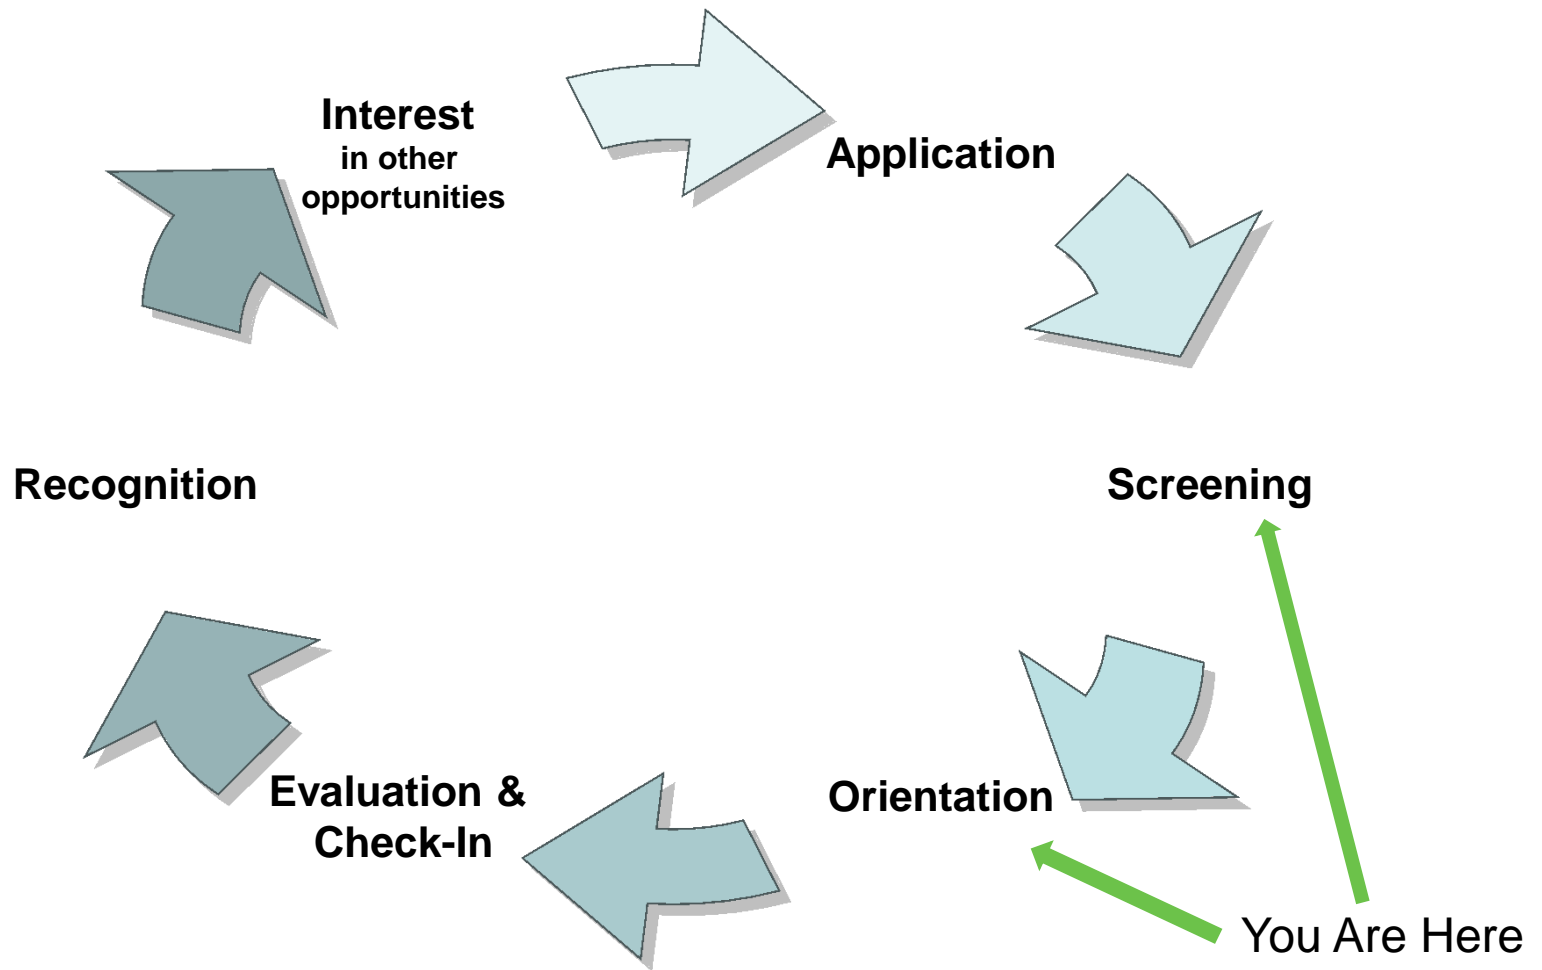 Interest
in other
opportunities
Application
Recognition
Screening
Evaluation &
Check-In
Orientation
You Are Here